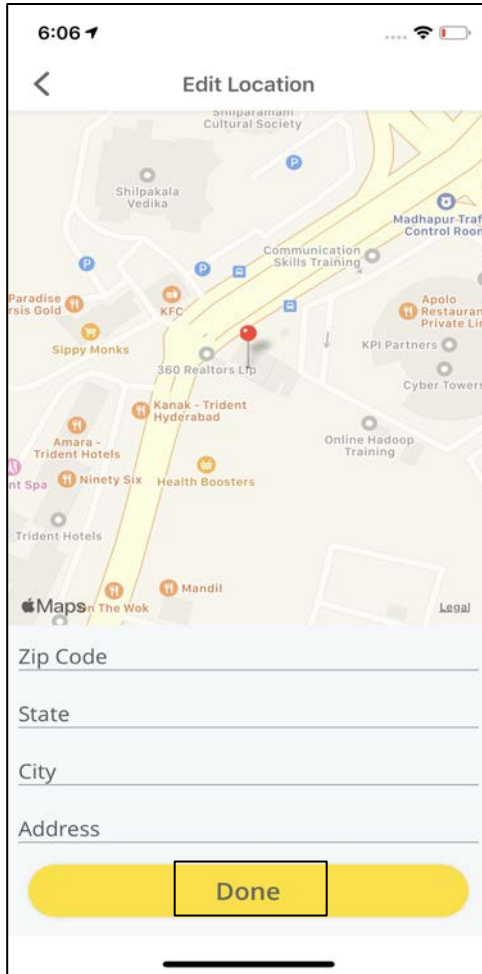 6:06
Edit Location
Shilparamam
Cultural Society
Shilpakala
Vedika
Madhapur Traf
Control Room
Communication
Skills Training
Paradise
rsis Gold
KFC
Apolo
Restauran
Private Lin
Sippy Monks
KPI Partners
360 Realtors Llp
Cyber Towers
Kanak - Trident
Hyderabad
Amara -
Trident Hotels
Online Hadoop
Training
nt Spa
Ninety Six
Health Boosters
Trident Hotels
Mandil
Maps
on The Wok
Legal
Zip Code
State
City
Address
Done